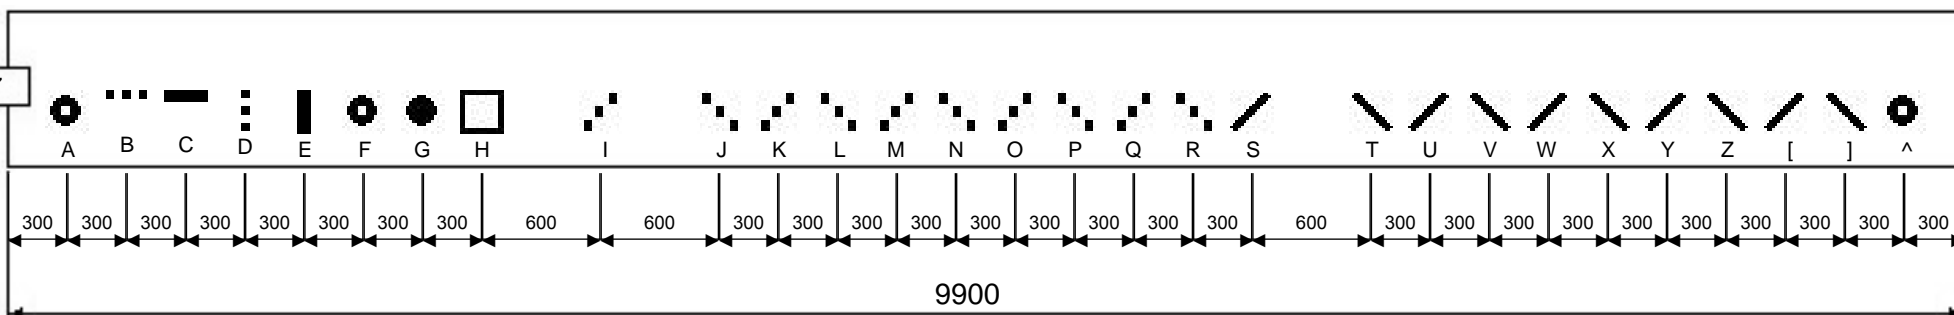 A B C D E F G H I J K L M N O P Q R S T U V W X Y Z [ ] ^
300 300 300 300 300 300 300 300 600 600 300 300 300 300 300 300 300 300 300 600 300 300 300 300 300 300 300 300 300 300
9900